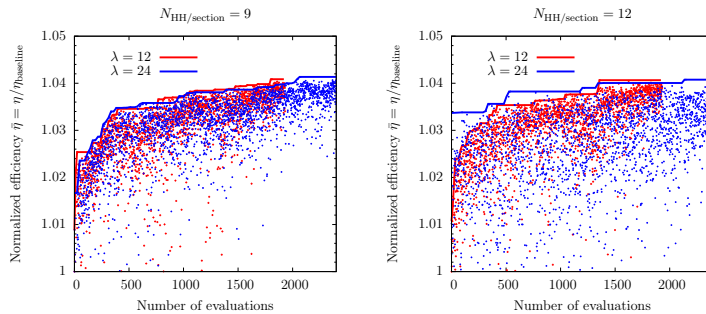 N_HH/section = 9
λ = 12
λ = 24
1.05
1.04
1.03
1.02
1.01
1
Normalized efficiency η̄ = η/η_baseline
0 500 1000 1500 2000
Number of evaluations
N_HH/section = 12
λ = 12
λ = 24
1.05
1.04
1.03
1.02
1.01
1
Normalized efficiency η̄ = η/η_baseline
0 500 1000 1500 2000
Number of evaluations